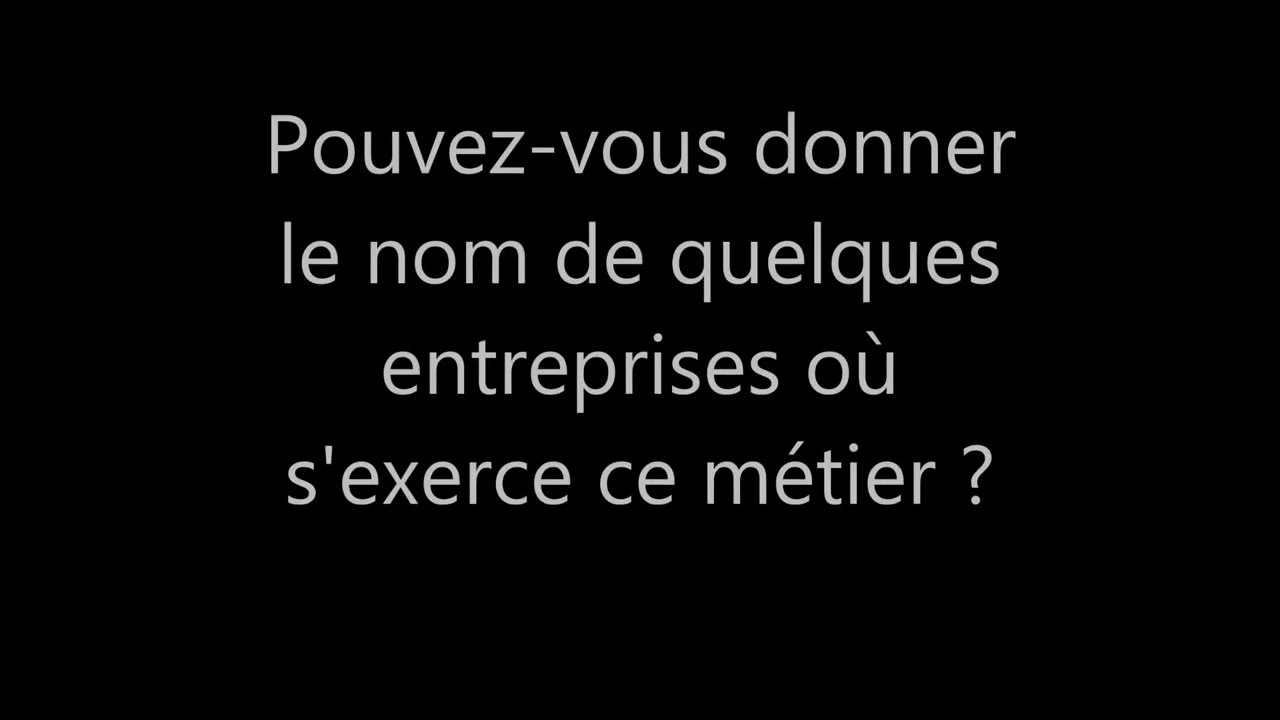 Pouvez-vous donner
le nom de quelques
entreprises où
s'exerce ce métier ?